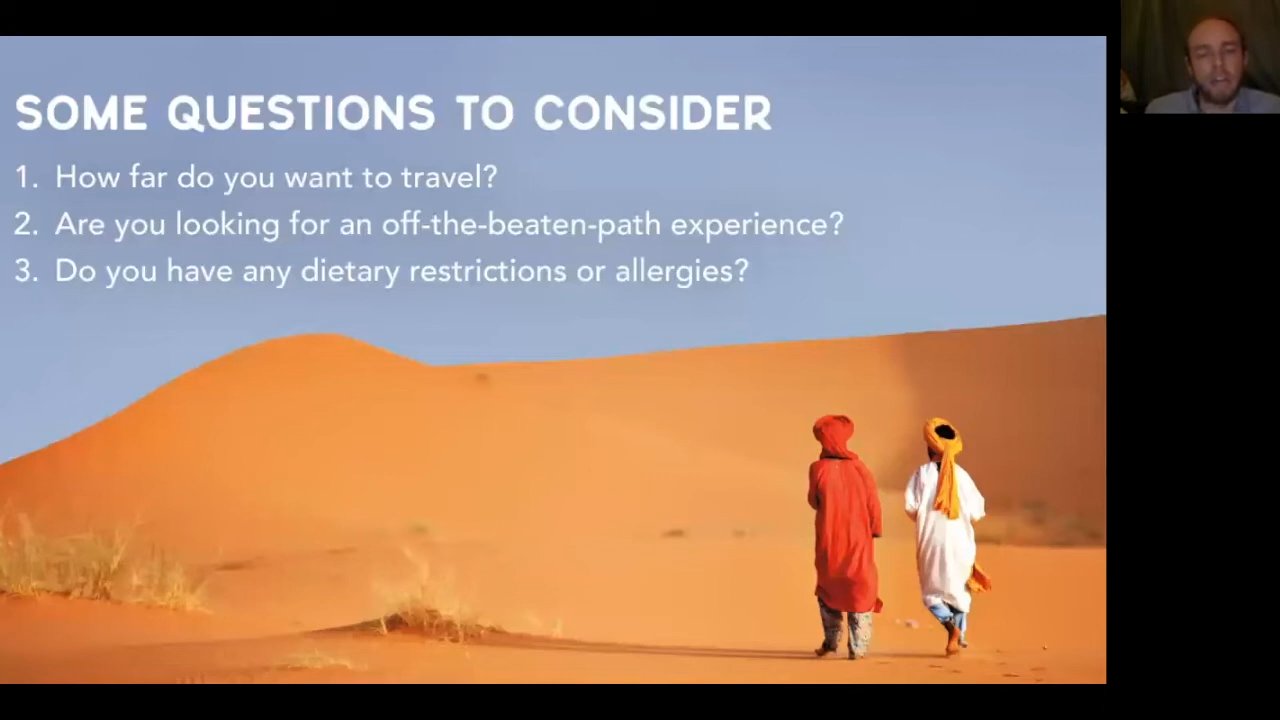 SOME QUESTIONS TO CONSIDER
1. How far do you want to travel?
2. Are you looking for an off-the-beaten-path experience?
3. Do you have any dietary restrictions or allergies?